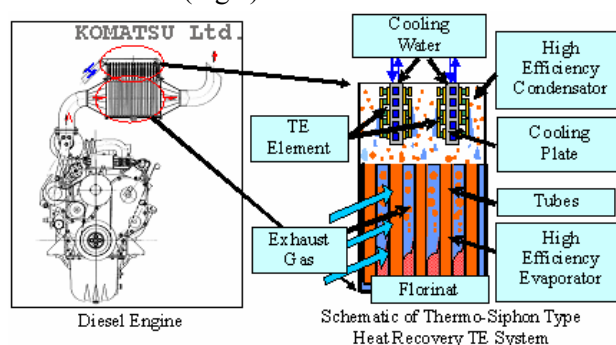 KOMATSU Ltd.
Cooling
Water
High
Efficiency
Condensator
TE
Element
Cooling
Plate
Tubes
Exhaust
Gas
High
Efficiency
Evaporator
Florinat
Diesel Engine
Schematic of Thermo-Siphon Type
Heat Recovery TE System